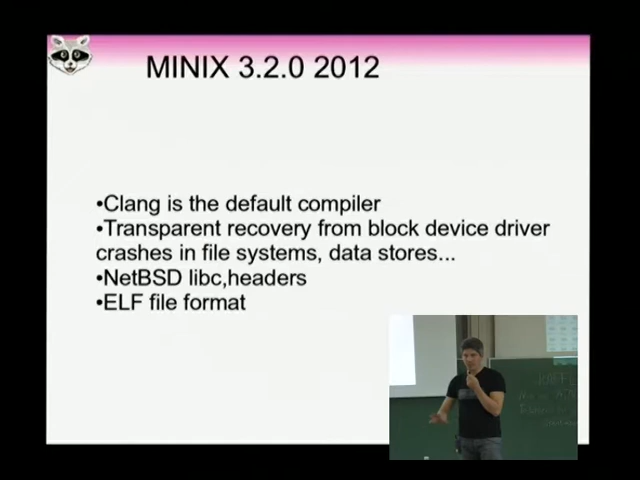 MINIX 3.2.0 2012
•Clang is the default compiler
•Transparent recovery from block device driver
crashes in file systems, data stores...
•NetBSD libc,headers
•ELF file format